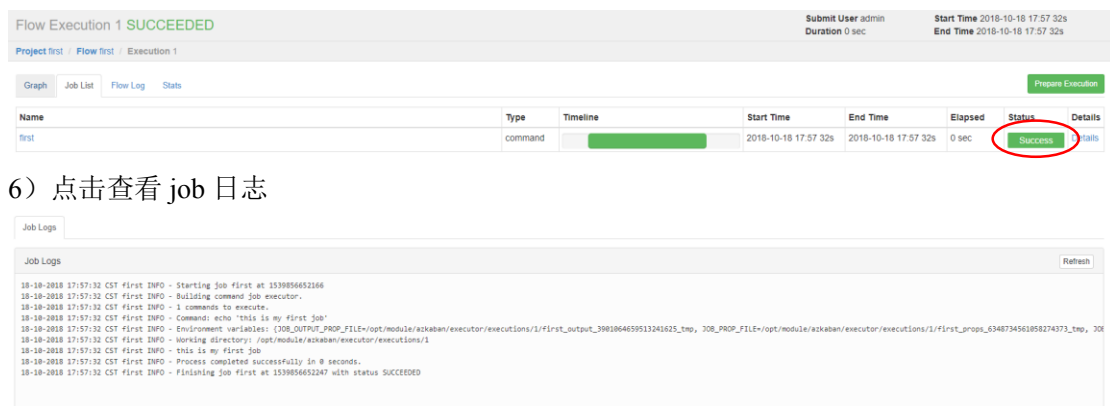 Flow Execution 1 SUCCEEDED
Submit User admin
Duration 0 sec
Start Time 2018-10-18 17:57 32s
End Time 2018-10-18 17:57 32s
Project first / Flow first / Execution 1
Graph Job List Flow Log Stats Prepare Execution
Name Type Timeline Start Time End Time Elapsed Status Details
first command 2018-10-18 17:57 32s 2018-10-18 17:57 32s 0 sec Success Details
6）点击查看 job 日志
Job Logs
Job Logs Refresh
18-10-2018 17:57:32 CST first INFO - Starting job first at 1539856652166
18-10-2018 17:57:32 CST first INFO - Building command job executor.
18-10-2018 17:57:32 CST first INFO - 1 commands to execute.
18-10-2018 17:57:32 CST first INFO - Command: echo 'this is my first job'
18-10-2018 17:57:32 CST first INFO - Environment variables: {JOB_OUTPUT_PROP_FILE=/opt/module/azkaban/executor/executions/1/first_output_3901064659513241625_tmp, JOB_PROP_FILE=/opt/module/azkaban/executor/executions/1/first_props_6348734561058274373_tmp, JOB
18-10-2018 17:57:32 CST first INFO - Working directory: /opt/module/azkaban/executor/executions/1
18-10-2018 17:57:32 CST first INFO - this is my first job
18-10-2018 17:57:32 CST first INFO - Process completed successfully in 0 seconds.
18-10-2018 17:57:32 CST first INFO - Finishing job first at 1539856652247 with status SUCCEEDED